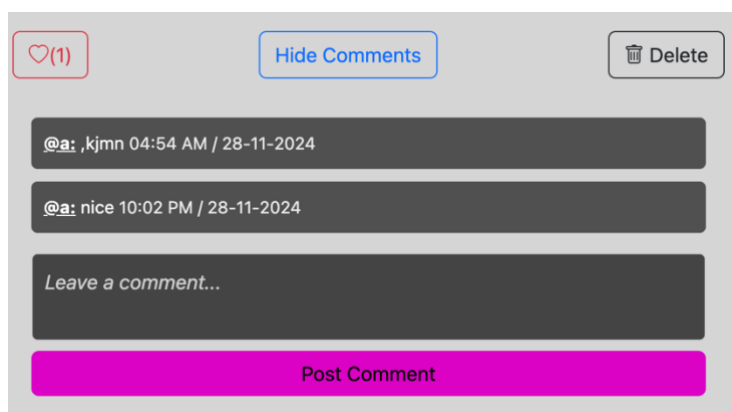 ♡(1)
Hide Comments
Delete
@a: ,kjmn 04:54 AM / 28-11-2024
@a: nice 10:02 PM / 28-11-2024
Leave a comment...
Post Comment